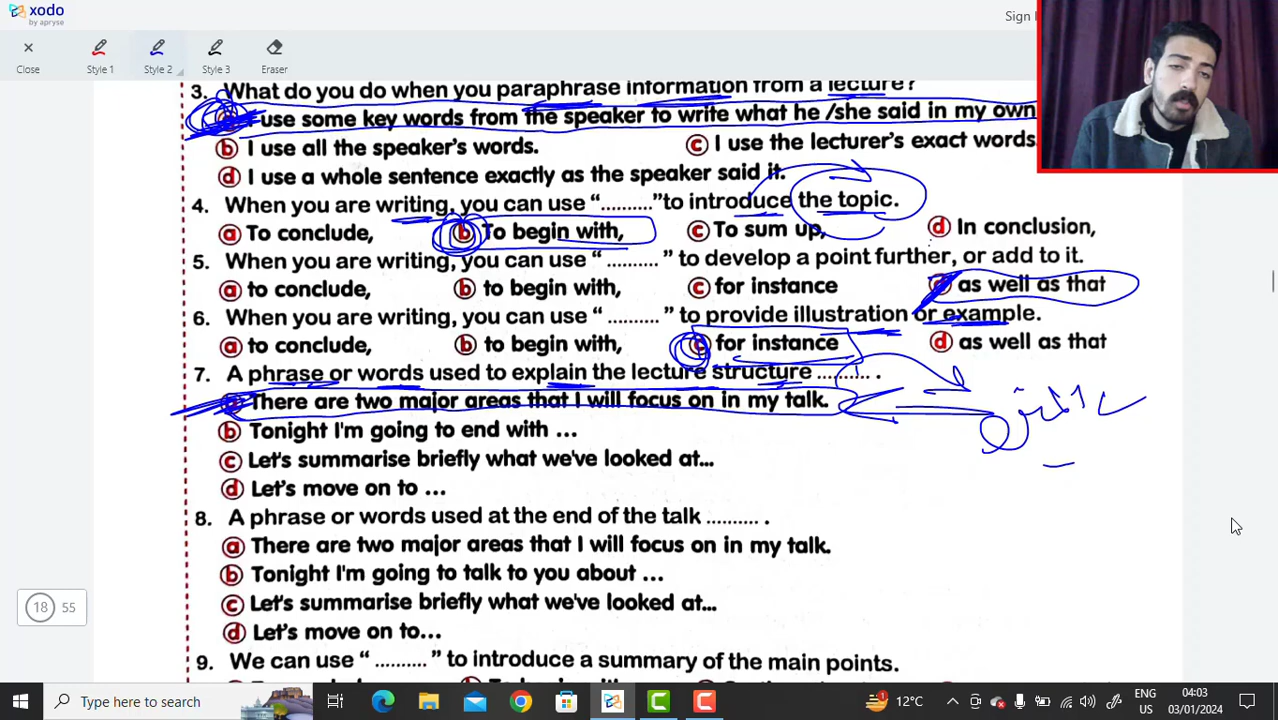 xodo
by apryse
Sign
Close
Style 1
Style 2
Style 3
Eraser
3. What do you do when you paraphrase information from a lecture?
I use some key words from the speaker to write what he /she said in my own
b I use all the speaker's words.
c I use the lecturer's exact words.
d I use a whole sentence exactly as the speaker said it.
4. When you are writing, you can use “..........”to introduce the topic.
a To conclude,
b To begin with,
c To sum up,
d In conclusion,
5. When you are writing, you can use “ .......... ” to develop a point further, or add to it.
a to conclude,
b to begin with,
c for instance
d as well as that
6. When you are writing, you can use “ .......... ” to provide illustration or example.
a to conclude,
b to begin with,
c for instance
d as well as that
7. A phrase or words used to explain the lecture structure .......... .
a There are two major areas that I will focus on in my talk.
b Tonight I'm going to end with ...
c Let's summarise briefly what we've looked at...
d Let's move on to ...
8. A phrase or words used at the end of the talk .......... .
a There are two major areas that I will focus on in my talk.
b Tonight I'm going to talk to you about ...
c Let's summarise briefly what we've looked at...
d Let's move on to...
9. We can use “ .......... ” to introduce a summary of the main points.
18 55
Type here to search
1
12°C
ENG
US
04:03
03/01/2024